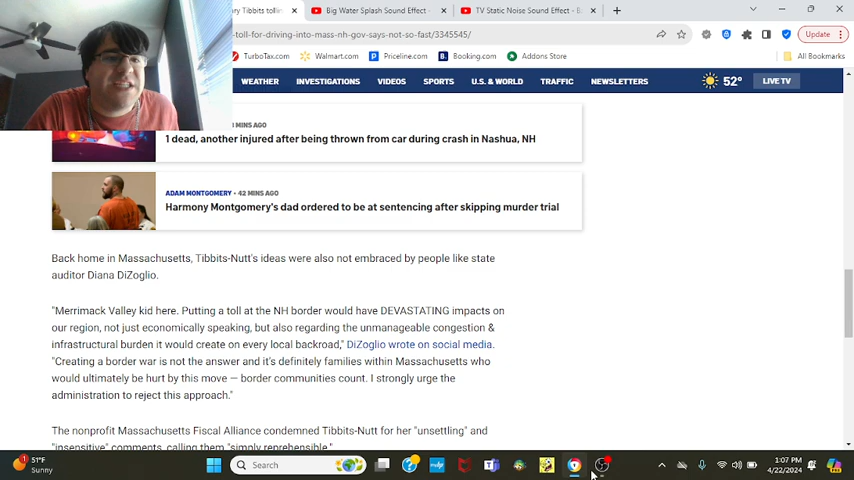 ary Tibbits tollin
Big Water Splash Sound Effect -
TV Static Noise Sound Effect - B
-toll-for-driving-into-mass-nh-gov-says-not-so-fast/3345545/
Update
TurboTax.com
Walmart.com
Priceline.com
Booking.com
Addons Store
All Bookmarks
WEATHER
INVESTIGATIONS
VIDEOS
SPORTS
U.S. & WORLD
TRAFFIC
NEWSLETTERS
52°
LIVE TV
MINS AGO
1 dead, another injured after being thrown from car during crash in Nashua, NH
ADAM MONTGOMERY • 42 MINS AGO
Harmony Montgomery's dad ordered to be at sentencing after skipping murder trial
Back home in Massachusetts, Tibbits-Nutt's ideas were also not embraced by people like state
auditor Diana DiZoglio.
"Merrimack Valley kid here. Putting a toll at the NH border would have DEVASTATING impacts on
our region, not just economically speaking, but also regarding the unmanageable congestion &
infrastructural burden it would create on every local backroad," DiZoglio wrote on social media.
"Creating a border war is not the answer and it's definitely families within Massachusetts who
would ultimately be hurt by this move — border communities count. I strongly urge the
administration to reject this approach."
The nonprofit Massachusetts Fiscal Alliance condemned Tibbits-Nutt for her "unsettling" and
"insensitive" comments, calling them "simply reprehensible."
51°F
Sunny
Search
1:07 PM
4/22/2024